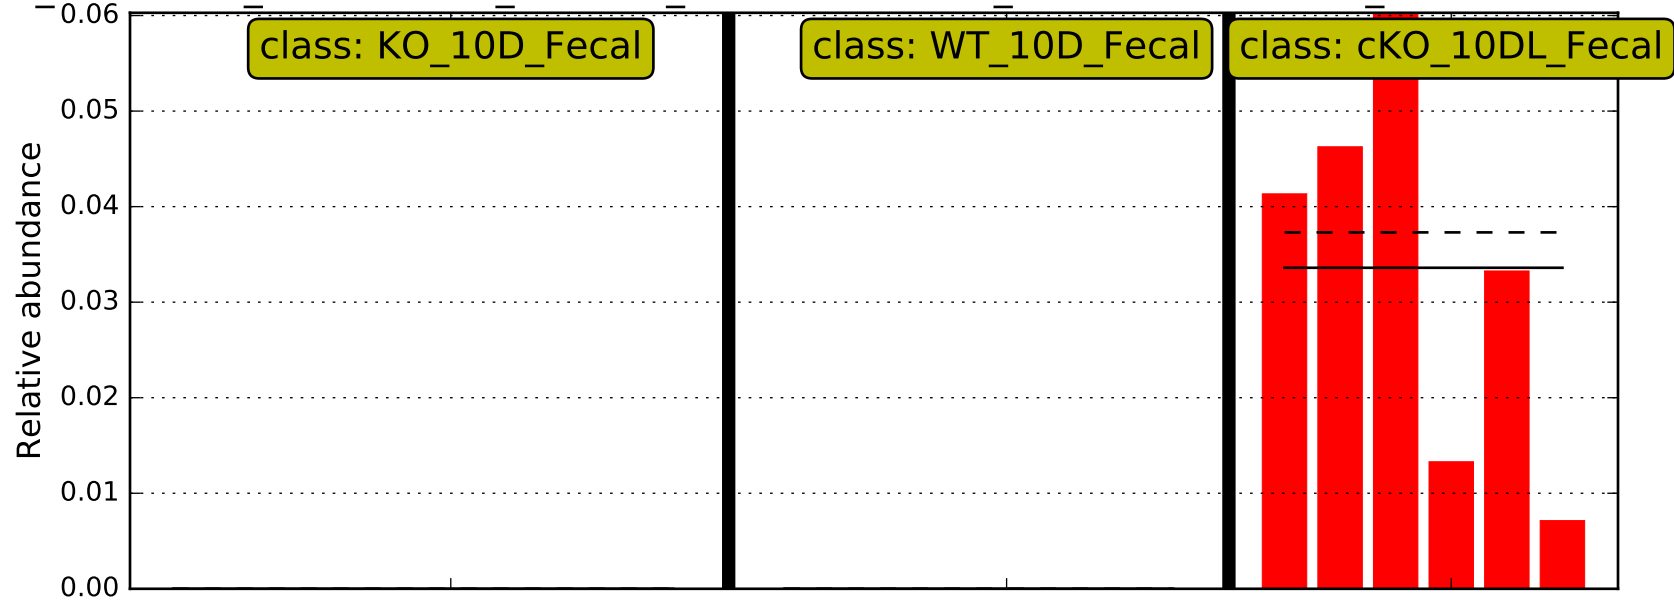 0.06
class: KO_10D_Fecal
class: WT_10D_Fecal
class: cKO_10DL_Fecal
0.05
0.04
0.03
0.02
0.01
0.00
Relative abundance